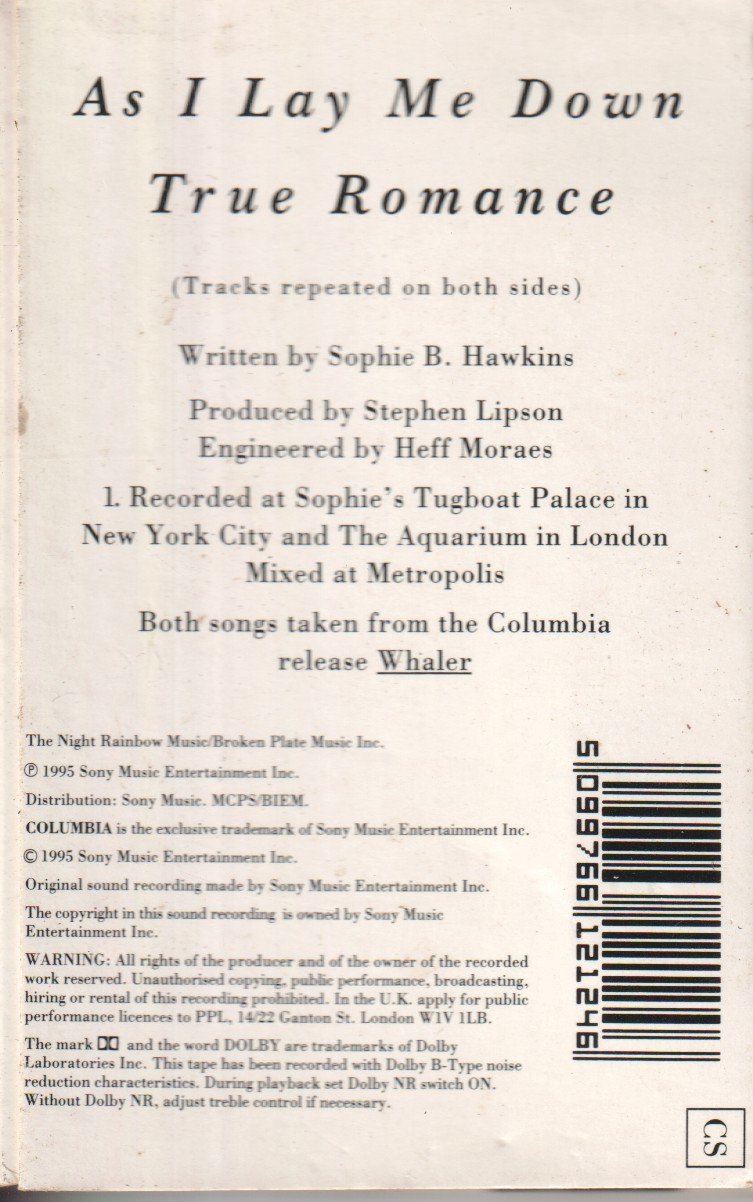 As I Lay Me Down
True Romance
(Tracks repeated on both sides)
Written by Sophie B. Hawkins
Produced by Stephen Lipson
Engineered by Heff Moraes
1. Recorded at Sophie's Tugboat Palace in
New York City and The Aquarium in London
Mixed at Metropolis
Both songs taken from the Columbia
release Whaler
The Night Rainbow Music/Broken Plate Music Inc.
℗ 1995 Sony Music Entertainment Inc.
Distribution: Sony Music. MCPS/BIEM.
COLUMBIA is the exclusive trademark of Sony Music Entertainment Inc.
© 1995 Sony Music Entertainment Inc.
Original sound recording made by Sony Music Entertainment Inc.
The copyright in this sound recording is owned by Sony Music
Entertainment Inc.
WARNING: All rights of the producer and of the owner of the recorded
work reserved. Unauthorised copying, public performance, broadcasting,
hiring or rental of this recording prohibited. In the U.K. apply for public
performance licences to PPL, 14/22 Ganton St. London W1V 1LB.
The mark and the word DOLBY are trademarks of Dolby
Laboratories Inc. This tape has been recorded with Dolby B-Type noise
reduction characteristics. During playback set Dolby NR switch ON.
Without Dolby NR, adjust treble control if necessary.
5 099766 121246
CS